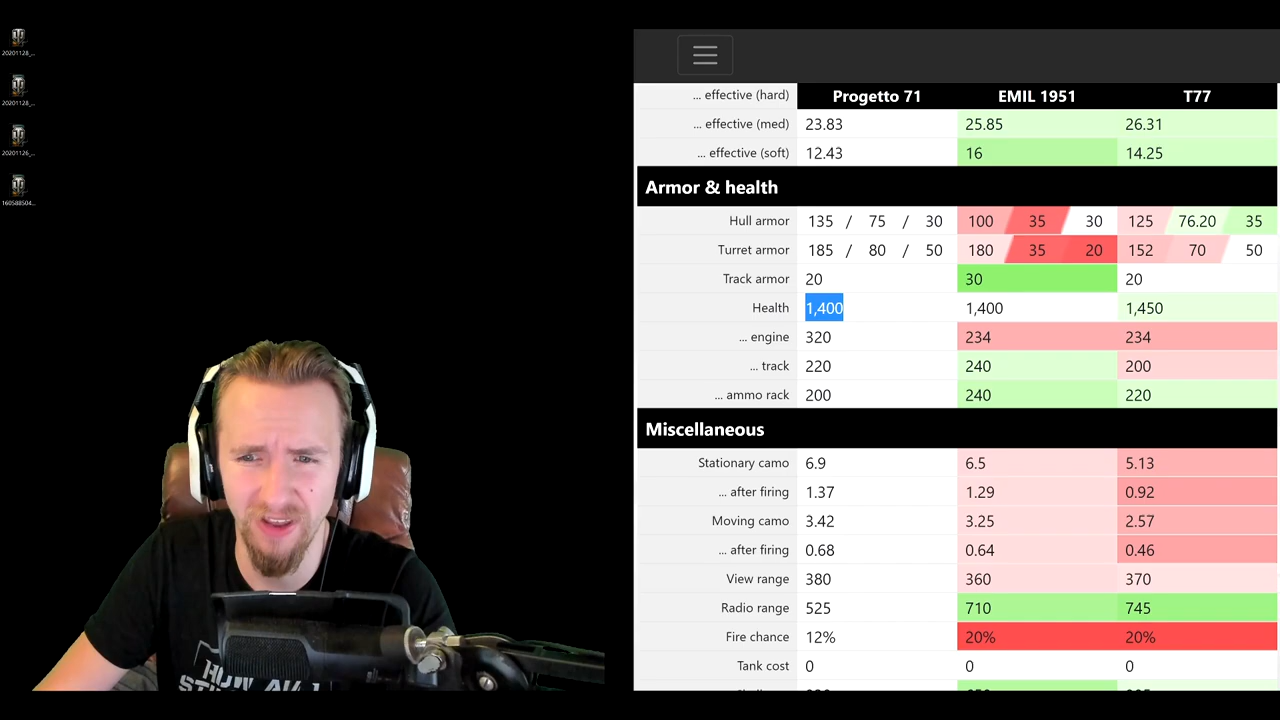 20201128_...
20201128_...
20201126_...
160588504...
... effective (hard) Progetto 71 EMIL 1951 T77
... effective (med) 23.83 25.85 26.31
... effective (soft) 12.43 16 14.25
Armor & health
Hull armor 135 / 75 / 30 100 35 30 125 76.20 35
Turret armor 185 / 80 / 50 180 35 20 152 70 50
Track armor 20 30 20
Health 1,400 1,400 1,450
... engine 320 234 234
... track 220 240 200
... ammo rack 200 240 220
Miscellaneous
Stationary camo 6.9 6.5 5.13
... after firing 1.37 1.29 0.92
Moving camo 3.42 3.25 2.57
... after firing 0.68 0.64 0.46
View range 380 360 370
Radio range 525 710 745
Fire chance 12% 20% 20%
Tank cost 0 0 0
HOW AM I